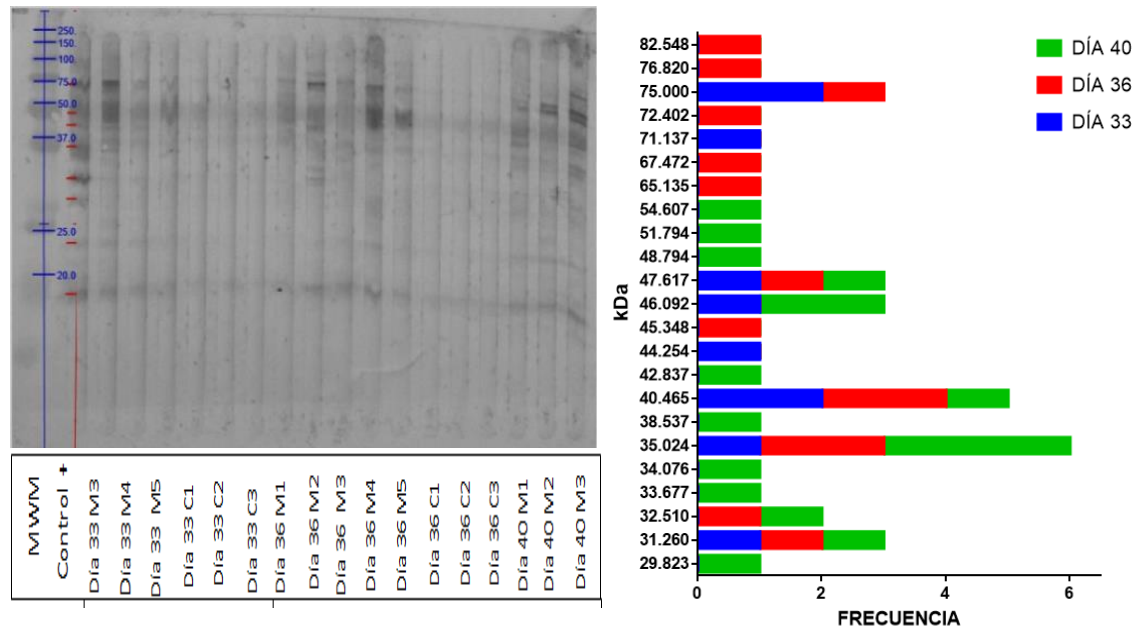 250.
150.
100.
75.0
50.0
37.0
25.0
20.0
MWM
Control +
Día 33 M3
Día 33 M4
Día 33 M5
Día 33 C1
Día 33 C2
Día 33 C3
Día 36 M1
Día 36 M2
Día 36 M3
Día 36 M4
Día 36 M5
Día 36 C1
Día 36 C2
Día 36 C3
Día 40 M1
Día 40 M2
Día 40 M3
kDa
82.548
76.820
75.000
72.402
71.137
67.472
65.135
54.607
51.794
48.794
47.617
46.092
45.348
44.254
42.837
40.465
38.537
35.024
34.076
33.677
32.510
31.260
29.823
0 2 4 6
FRECUENCIA
DÍA 40
DÍA 36
DÍA 33